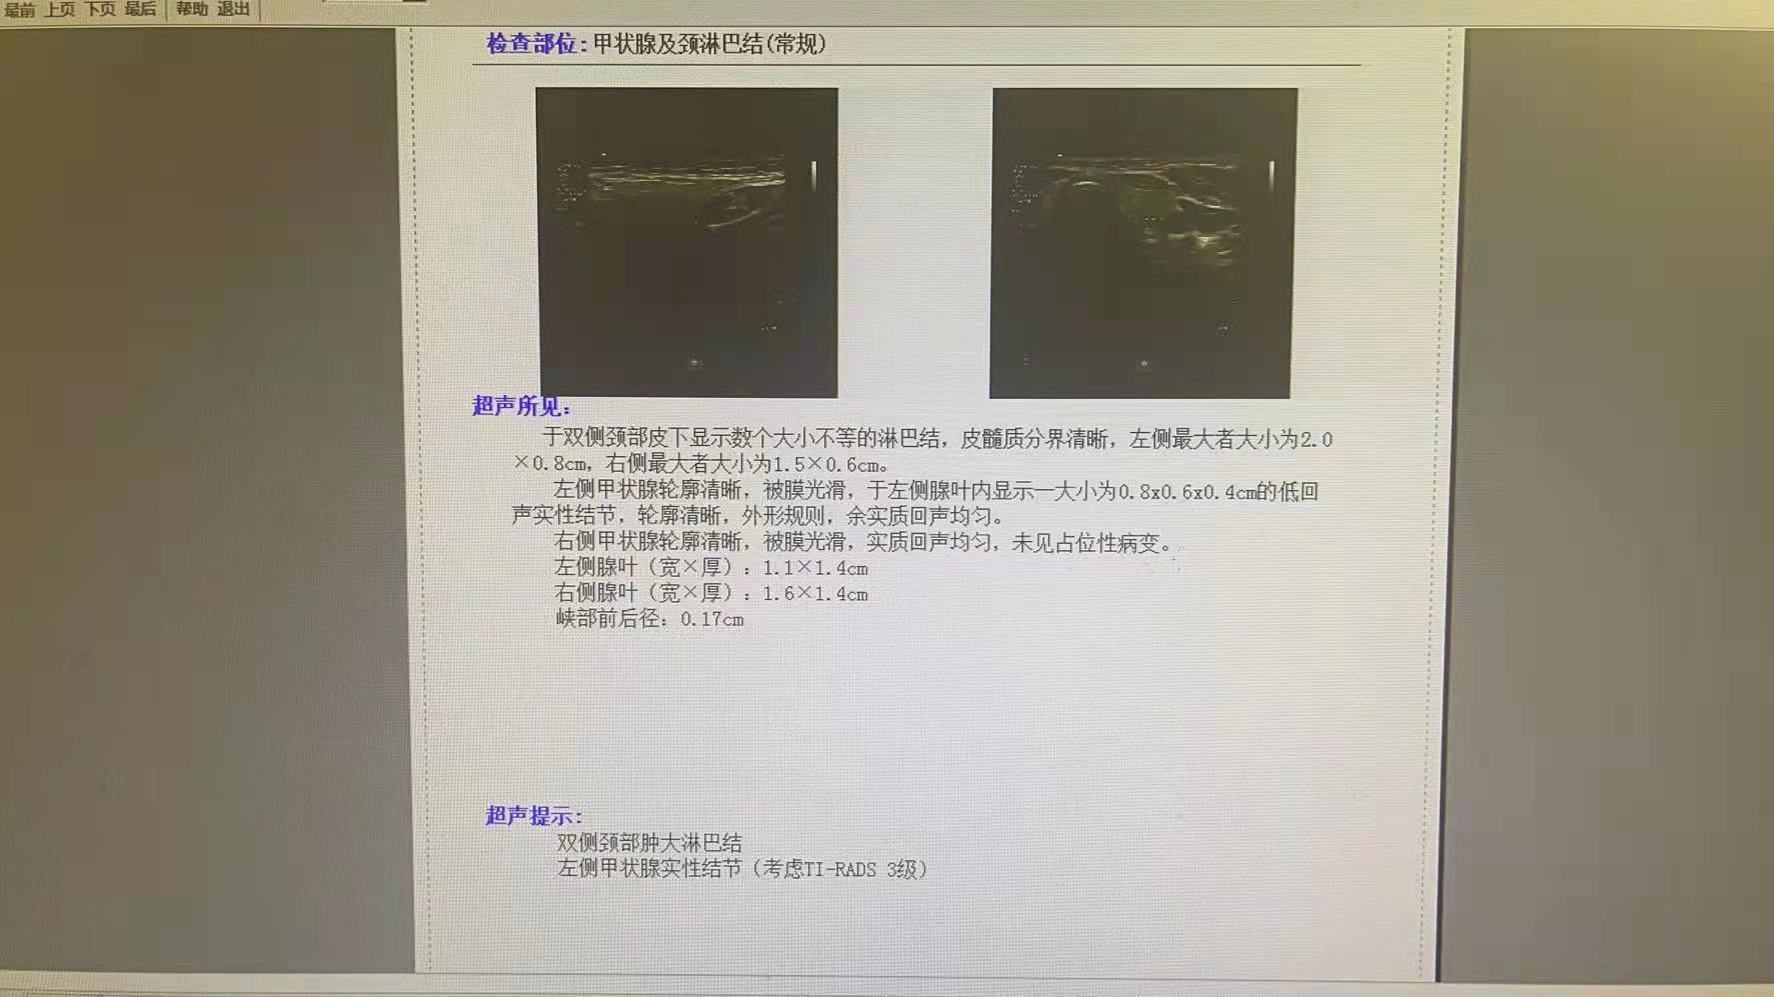 最前 上页 下页 最后 帮助 退出
检查部位:甲状腺及颈淋巴结(常规)
超声所见:
于双侧颈部皮下显示数个大小不等的淋巴结，皮髓质分界清晰，左侧最大者大小为2.0
×0.8cm，右侧最大者大小为1.5×0.6cm。
左侧甲状腺轮廓清晰，被膜光滑，于左侧腺叶内显示一大小为0.8x0.6x0.4cm的低回
声实性结节，轮廓清晰，外形规则，余实质回声均匀。
右侧甲状腺轮廓清晰，被膜光滑，实质回声均匀，未见占位性病变。
左侧腺叶（宽×厚）：1.1×1.4cm
右侧腺叶（宽×厚）：1.6×1.4cm
峡部前后径：0.17cm
超声提示:
双侧颈部肿大淋巴结
左侧甲状腺实性结节（考虑TI-RADS 3级）